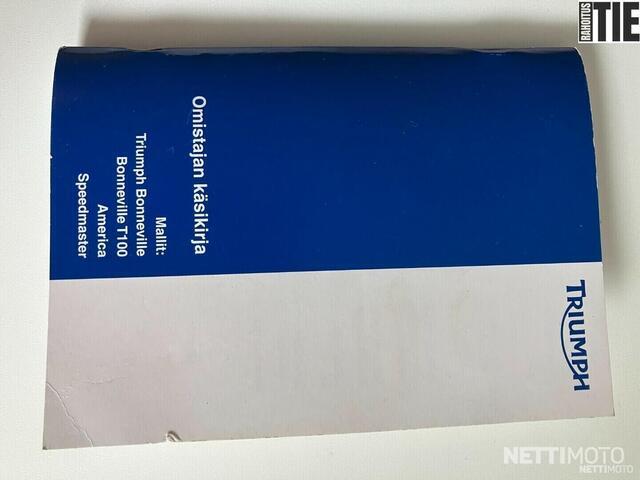 RAHOITUS
TIE
TRIUMPH
Omistajan käsikirja
Mallit:
Triumph Bonneville
Bonneville T100
America
Speedmaster
NETTIMOTO
NETTIMOTO